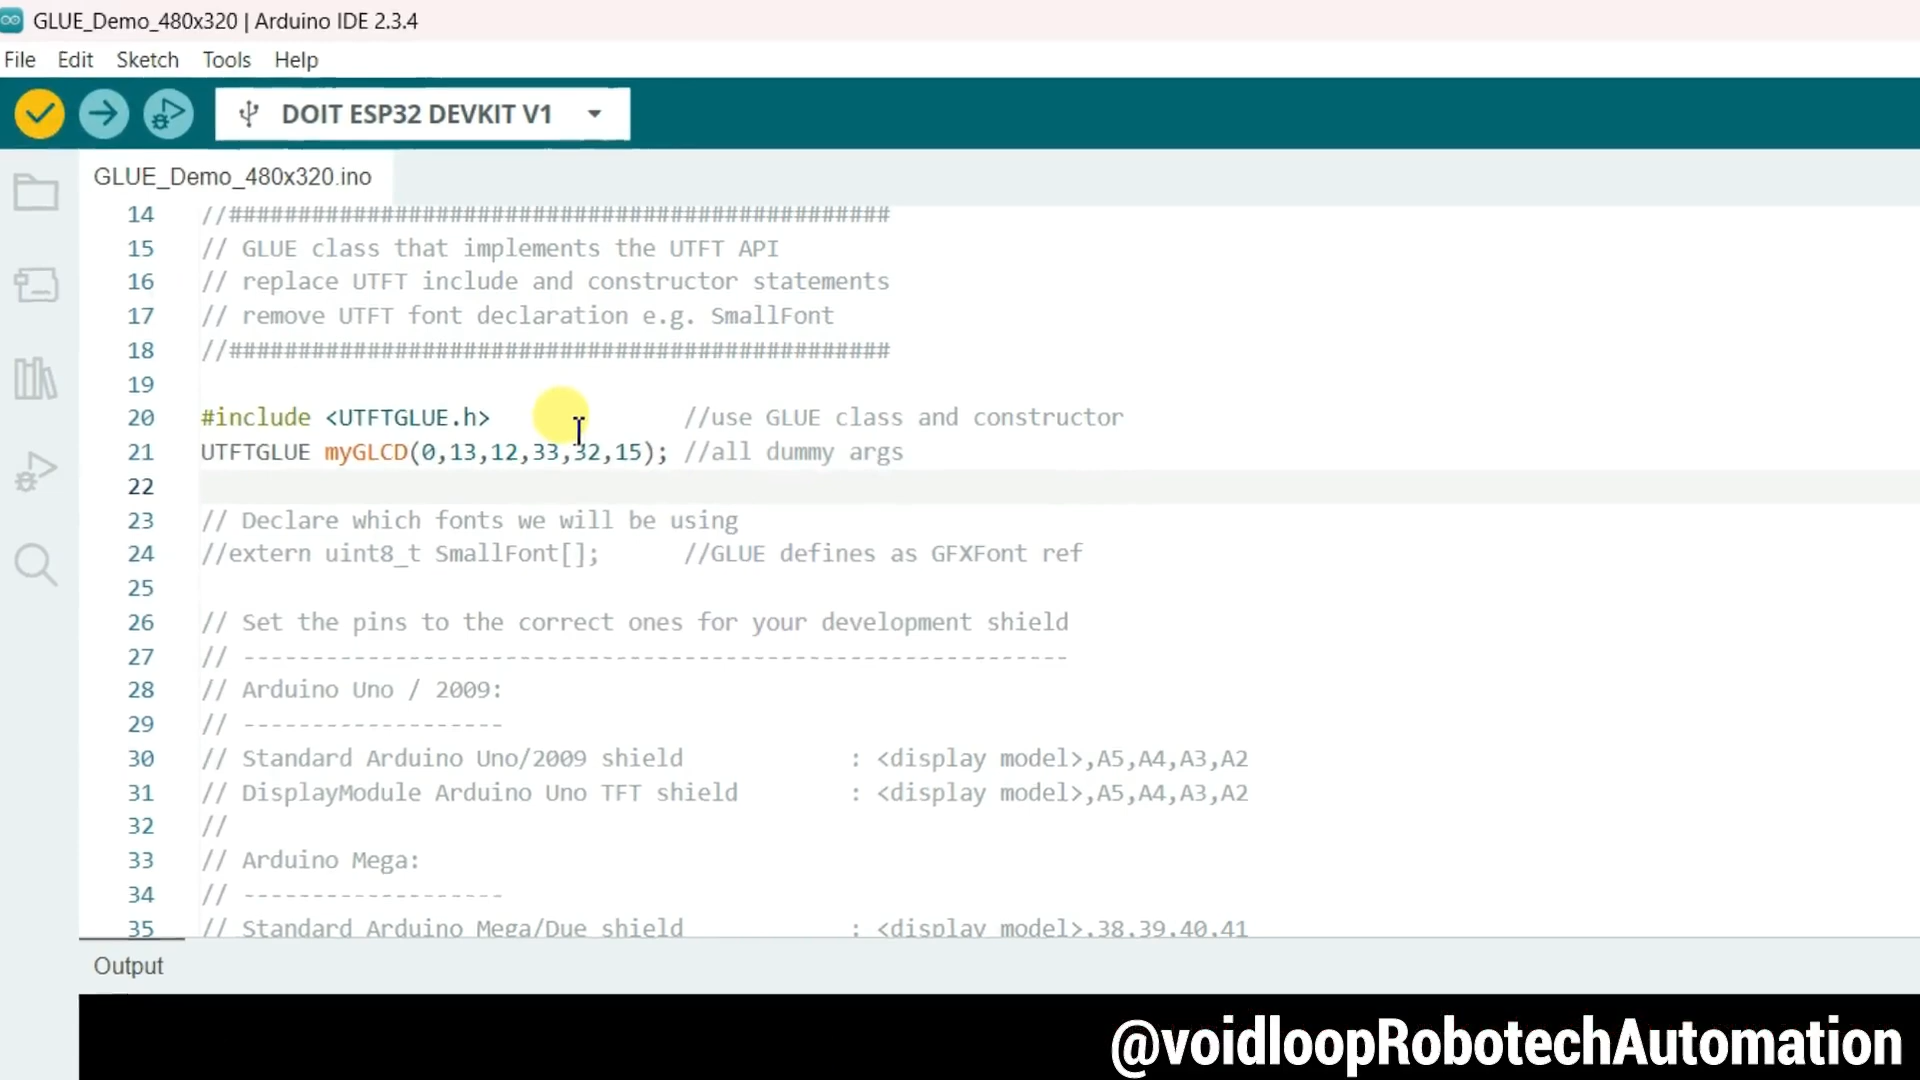 GLUE_Demo_480x320 | Arduino IDE 2.3.4
File Edit Sketch Tools Help
DOIT ESP32 DEVKIT V1
GLUE_Demo_480x320.ino
14 //################################################
15 // GLUE class that implements the UTFT API
16 // replace UTFT include and constructor statements
17 // remove UTFT font declaration e.g. SmallFont
18 //################################################
19
20 #include <UTFTGLUE.h> //use GLUE class and constructor
21 UTFTGLUE myGLCD(0,13,12,33,32,15); //all dummy args
22
23 // Declare which fonts we will be using
24 //extern uint8_t SmallFont[]; //GLUE defines as GFXFont ref
25
26 // Set the pins to the correct ones for your development shield
27 // ------------------------------------------------------------
28 // Arduino Uno / 2009:
29 // -------------------
30 // Standard Arduino Uno/2009 shield : <display model>,A5,A4,A3,A2
31 // DisplayModule Arduino Uno TFT shield : <display model>,A5,A4,A3,A2
32 //
33 // Arduino Mega:
34 // -------------------
35 // Standard Arduino Mega/Due shield : <display model>,38,39,40,41
Output
@voidloopRobotechAutomation